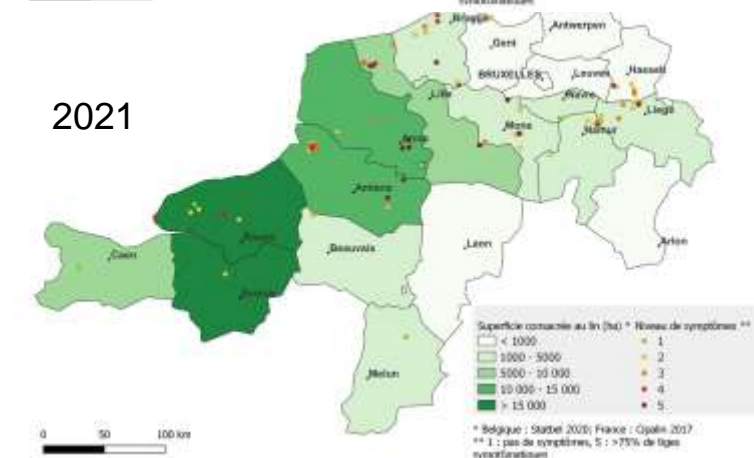 symptomatiques
Brugge
Antwerpen
Gent
BRUXELLES
Leuven
Hasselt
Lille
Wavre
Liège
2021
Mons
Namur
Arras
Amiens
Rouen
Caen
Beauvais
Laon
Arlon
Evreux
Superficie consacrée au lin (ha) * Niveau de symptômes **
< 1000 1
1000 - 5000 2
5000 - 10 000 3
10 000 - 15 000 4
> 15 000 5
Melun
* Belgique : Statbel 2020; France : Cipalin 2017
** 1 : pas de symptômes, 5 : >75% de tiges
symptomatiques
0 50 100 km